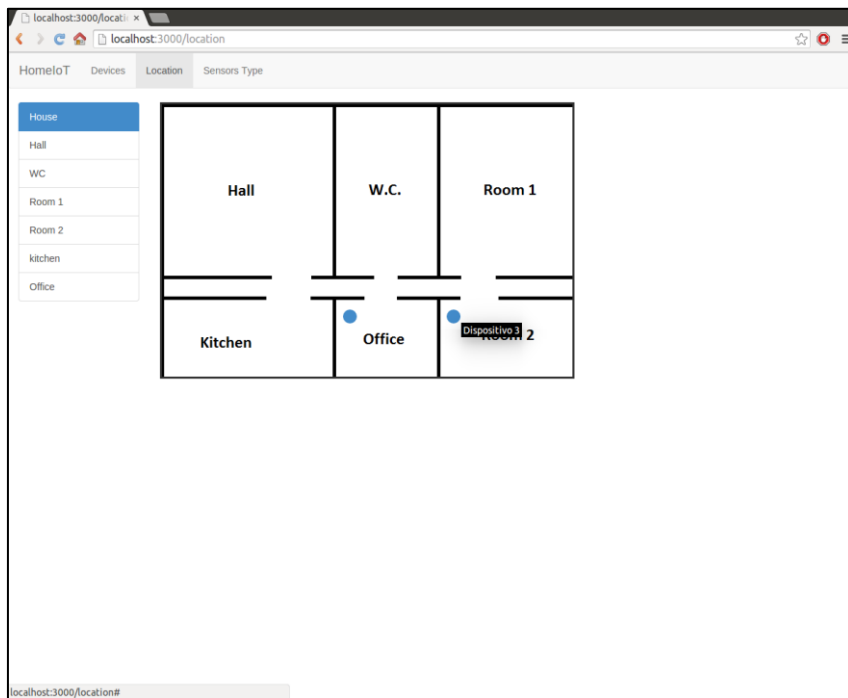 localhost:3000/locati
localhost:3000/location
HomeIoT Devices Location Sensors Type
House
Hall
WC
Room 1
Room 2
kitchen
Office
Hall W.C. Room 1
Kitchen Office 2
Dispositivo 3
localhost:3000/location#